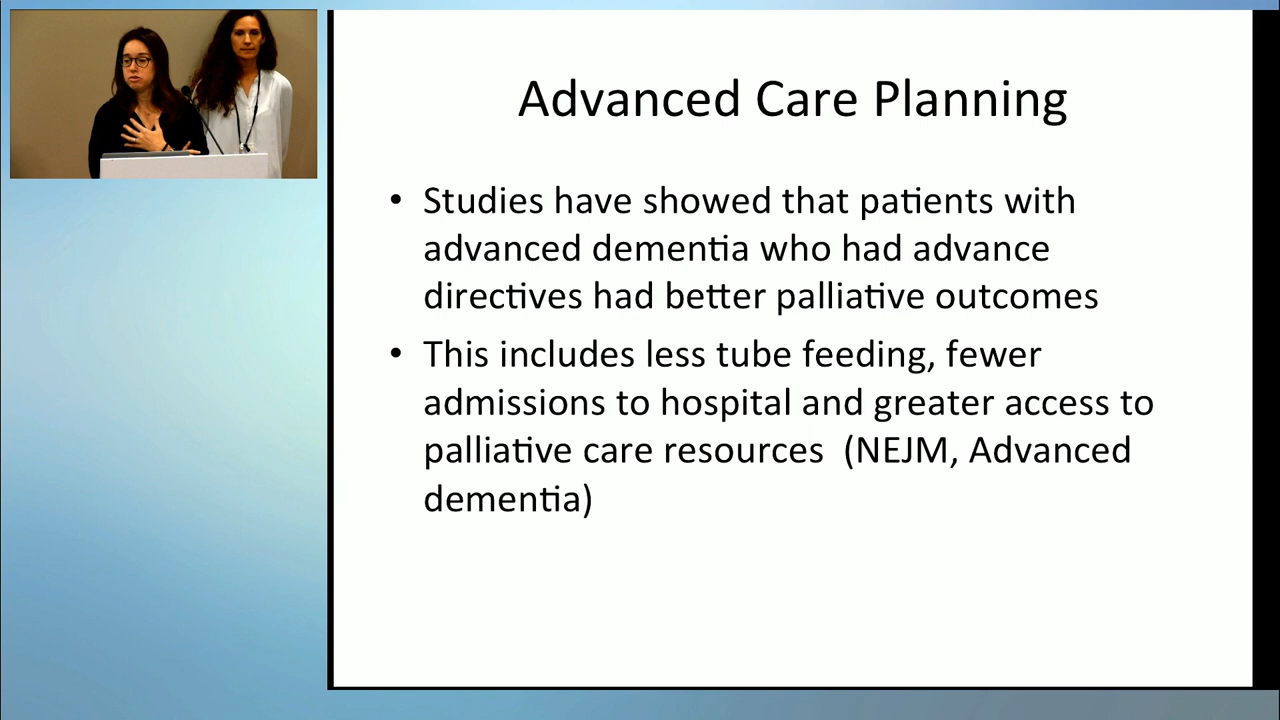 Advanced Care Planning
• Studies have showed that patients with
advanced dementia who had advance
directives had better palliative outcomes
• This includes less tube feeding, fewer
admissions to hospital and greater access to
palliative care resources  (NEJM, Advanced
dementia)